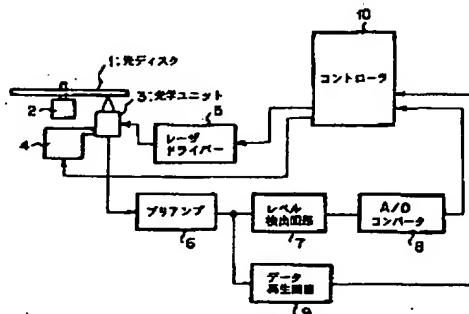 10
コントローラ
1:光ディスク
2
3:光学ユニット
4
5
レーザ
ドライバー
プリアンプ
6
レベル
検出回路
7
A/D
コンバータ
8
データ
再生回路
9